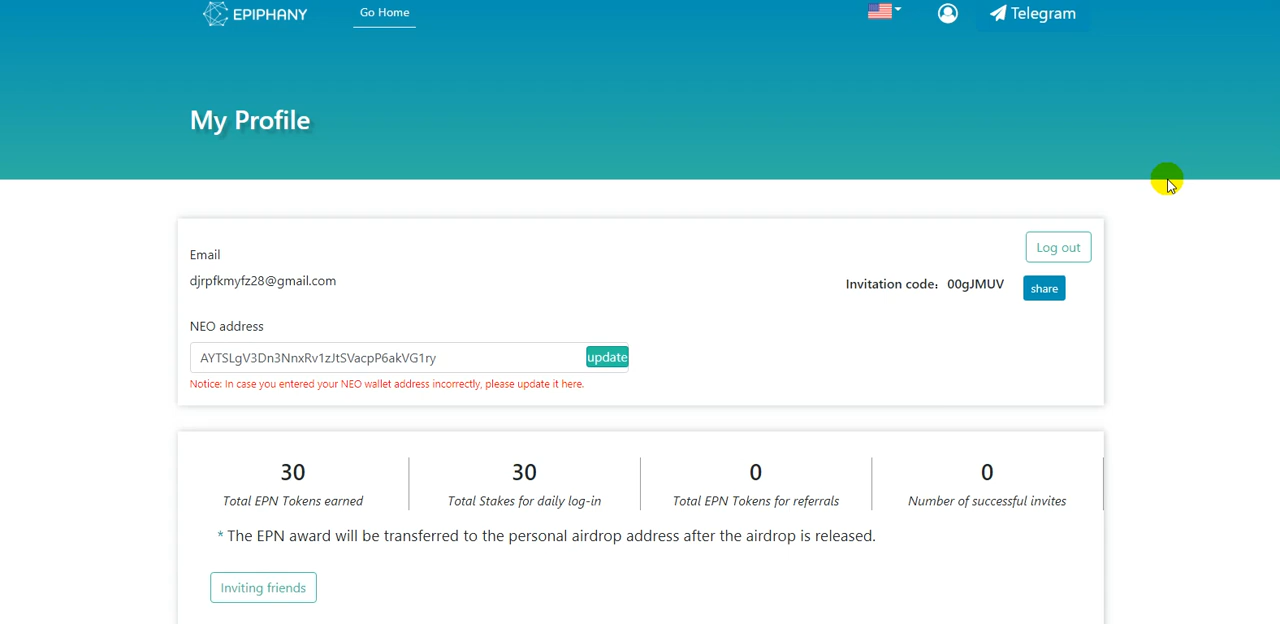 EPIPHANY Go Home Telegram
My Profile
Log out
Email
djrpfkmyfz28@gmail.com
Invitation code: 00gJMUV share
NEO address
AYTSLgV3Dn3NnxRv1zJtSVacpP6akVG1ry update
Notice: In case you entered your NEO wallet address incorrectly, please update it here.
30 30 0 0
Total EPN Tokens earned Total Stakes for daily log-in Total EPN Tokens for referrals Number of successful invites
* The EPN award will be transferred to the personal airdrop address after the airdrop is released.
Inviting friends